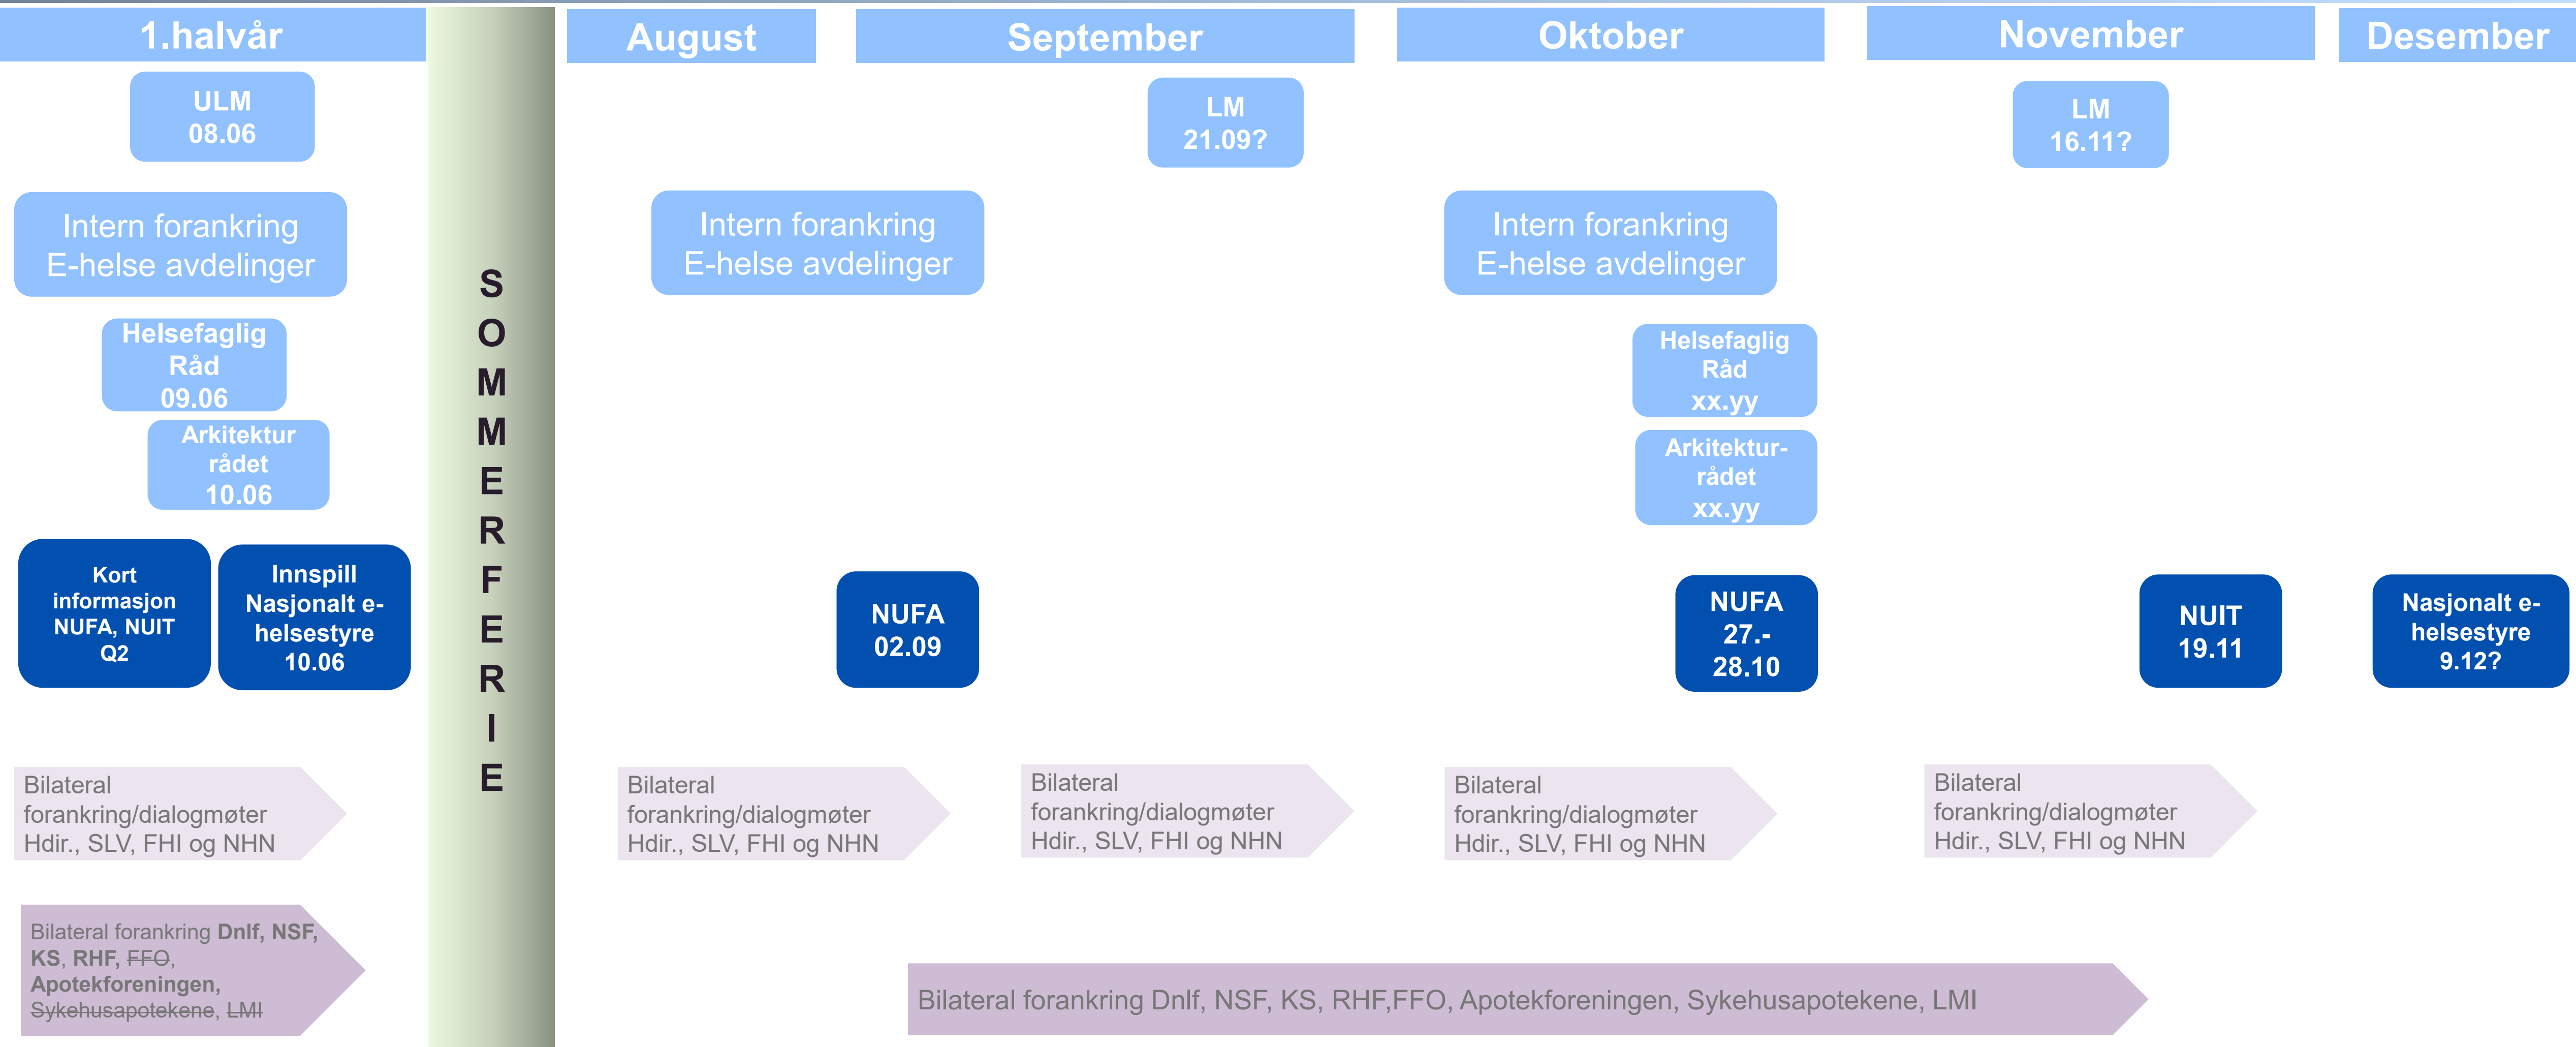 1.halvår
August
September
Oktober
November
Desember
ULM
08.06
LM
21.09?
LM
16.11?
Intern forankring
E-helse avdelinger
Intern forankring
E-helse avdelinger
Intern forankring
E-helse avdelinger
Helsefaglig
Råd
09.06
Helsefaglig
Råd
xx.yy
Arkitektur
rådet
10.06
Arkitektur-
rådet
xx.yy
S
O
M
M
E
R
F
E
R
I
E
Kort
informasjon
NUFA, NUIT
Q2
Innspill
Nasjonalt e-
helsestyre
10.06
NUFA
02.09
NUFA
27.-
28.10
NUIT
19.11
Nasjonalt e-
helsestyre
9.12?
Bilateral
forankring/dialogmøter
Hdir., SLV, FHI og NHN
Bilateral
forankring/dialogmøter
Hdir., SLV, FHI og NHN
Bilateral
forankring/dialogmøter
Hdir., SLV, FHI og NHN
Bilateral
forankring/dialogmøter
Hdir., SLV, FHI og NHN
Bilateral
forankring/dialogmøter
Hdir., SLV, FHI og NHN
Bilateral forankring Dnlf, NSF,
KS, RHF, FFO,
Apotekforeningen,
Sykehusapotekene, LMI
Bilateral forankring Dnlf, NSF, KS, RHF,FFO, Apotekforeningen, Sykehusapotekene, LMI